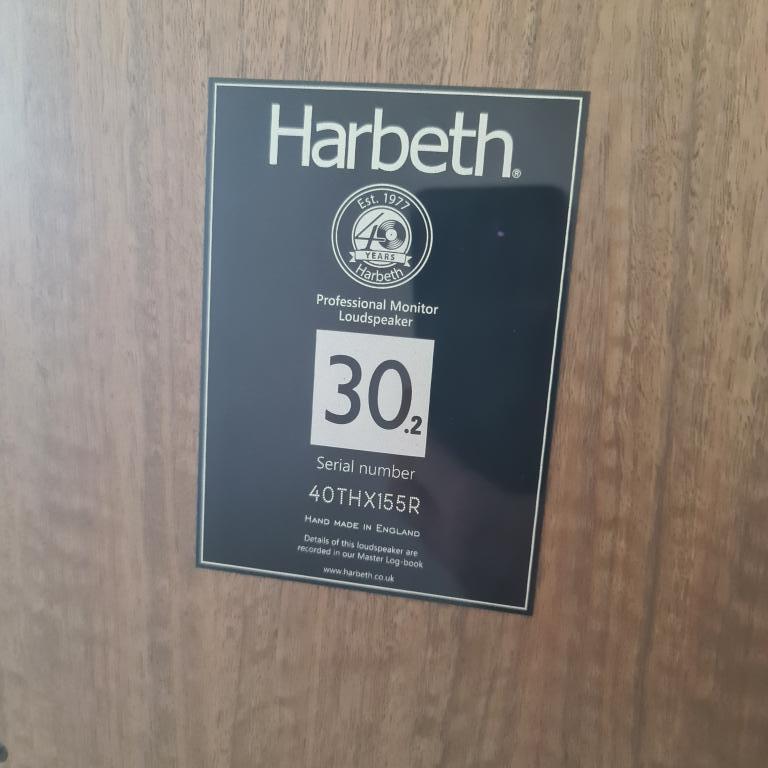 Harbeth®
Est. 1977
40
YEARS
Harbeth
Professional Monitor
Loudspeaker
30.2
Serial number
40THX155R
HAND MADE IN ENGLAND
Details of this loudspeaker are
recorded in our Master Log-book
www.harbeth.co.uk